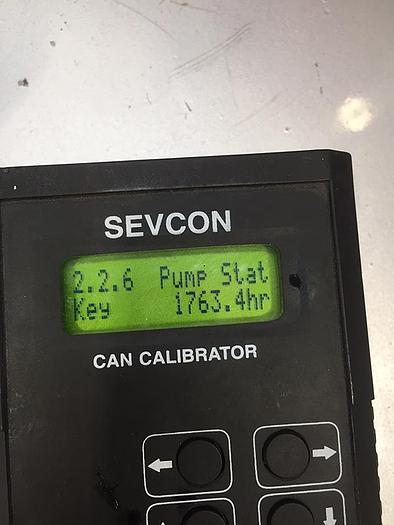 SEVCON
2.2.6 Pump Stat
Key 1763.4hr
CAN CALIBRATOR